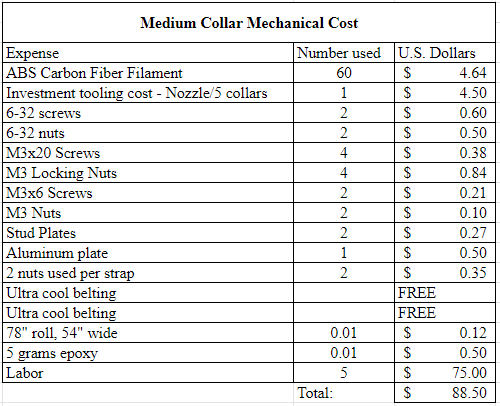 Medium Collar Mechanical Cost
Expense Number used U.S. Dollars
ABS Carbon Fiber Filament 60 $ 4.64
Investment tooling cost - Nozzle/5 collars 1 $ 4.50
6-32 screws 2 $ 0.60
6-32 nuts 2 $ 0.50
M3x20 Screws 4 $ 0.38
M3 Locking Nuts 4 $ 0.84
M3x6 Screws 2 $ 0.21
M3 Nuts 2 $ 0.10
Stud Plates 2 $ 0.27
Aluminum plate 1 $ 0.50
2 nuts used per strap 2 $ 0.35
Ultra cool belting FREE
Ultra cool belting FREE
78" roll, 54" wide 0.01 $ 0.12
5 grams epoxy 0.01 $ 0.50
Labor 5 $ 75.00
Total: $ 88.50